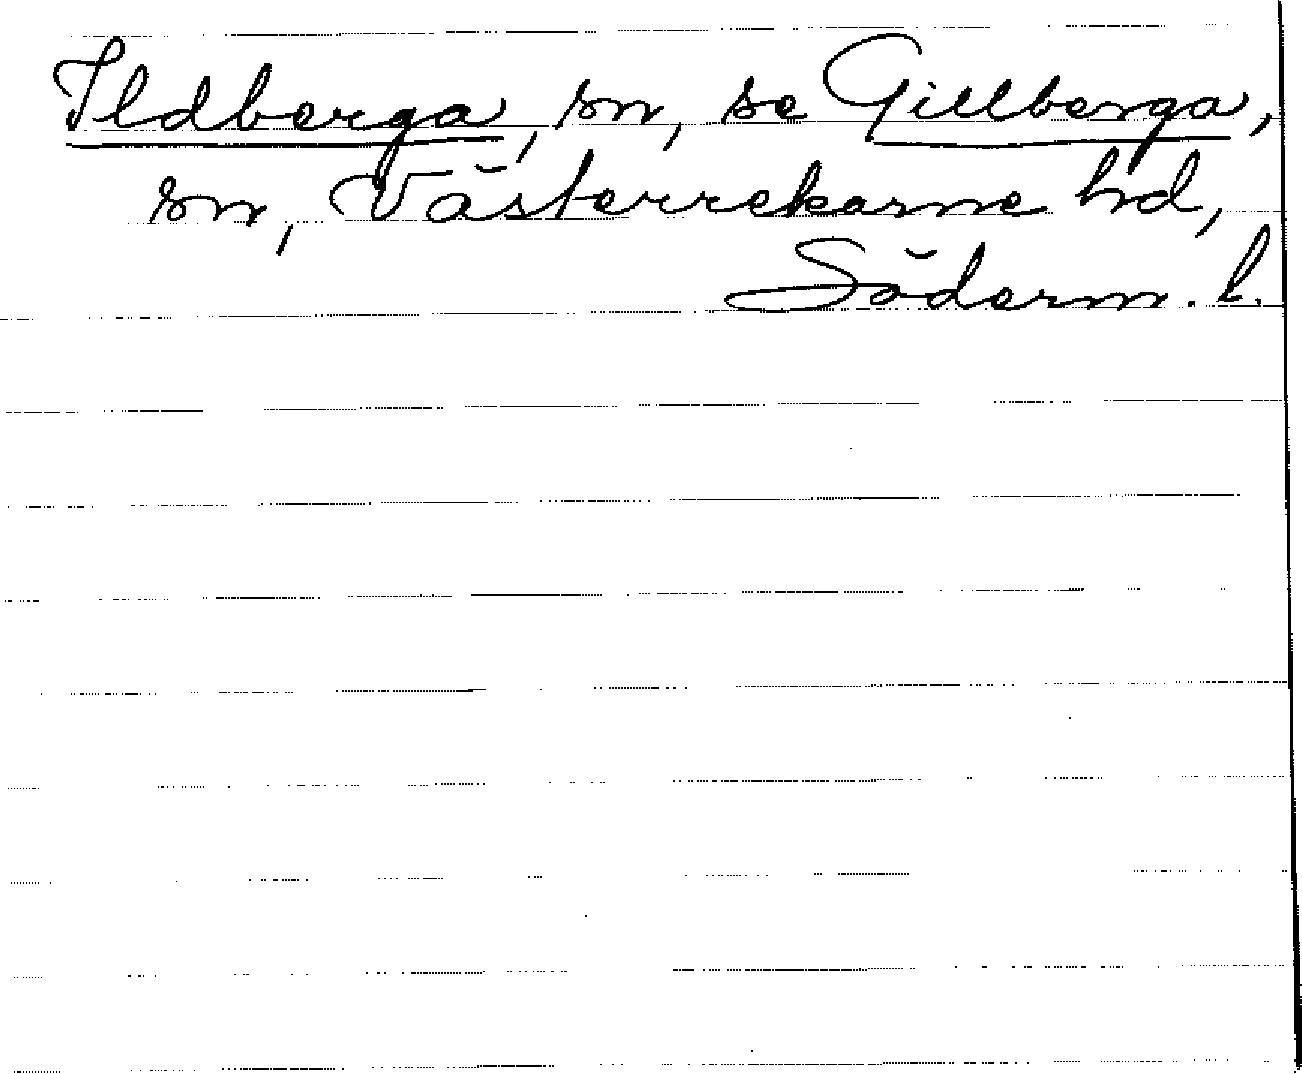 Ildberga, sn, se Gillberga,
sn, Västerrekarne hd,
Söderm. l.